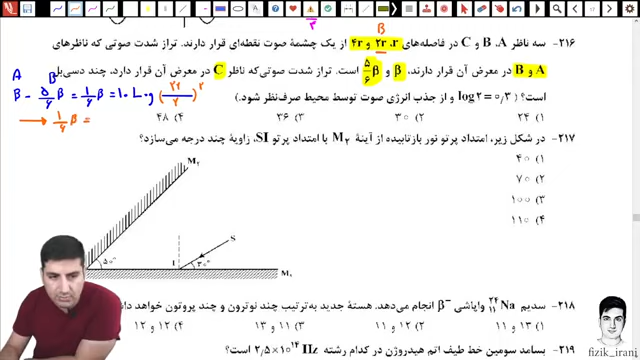 B
۲۱۶- سه ناظر A، B و C در فاصله‌های r، ۲r و ۴r از یک چشمهٔ صوت نقطه‌ای قرار دارند. تراز شدت صوتی که ناظرهای
A و B در معرض آن قرار دارند، β و ۵/۶ β است. تراز شدت صوتی که ناظر C در معرض آن قرار دارد، چند دسی‌بل
است؟ (log۲ = ۰/۳ و از جذب انرژی صوت توسط محیط صرف‌نظر شود.)
۱) ۲۴ ۲) ۳۰ ۳) ۳۶ ۴) ۴۸
A B
β - ۵/۶ β = ۱/۶ β = ۱۰ Log (۲r/r)^۲
→ ۱/۶ β =
۲۱۷- در شکل زیر، امتداد پرتو نور بازتابیده از آینهٔ M۲ با امتداد پرتو SI، زاویهٔ چند درجه می‌سازد؟
۱) ۴۰
۲) ۷۰
۳) ۱۰۰
۴) ۱۱۰
M۲
S
۵۰°
I
۳۰°
M۱
۲۱۸- سدیم ²⁴₁₁Na واپاشی β⁻ انجام می‌دهد. هستهٔ جدید به‌ترتیب چند نوترون و چند پروتون خواهد داشت؟
۱) ۱۱ و ۱۳ ۲) ۱۱ و ۱۲ ۳) ۱۳ و ۱۱ ۴) ۱۲ و ۱۲
۲۱۹- بسامد سومین خط طیف اتم هیدروژن در کدام رشته ۲/۵×۱۰¹⁴ Hz است؟
fizik_irani